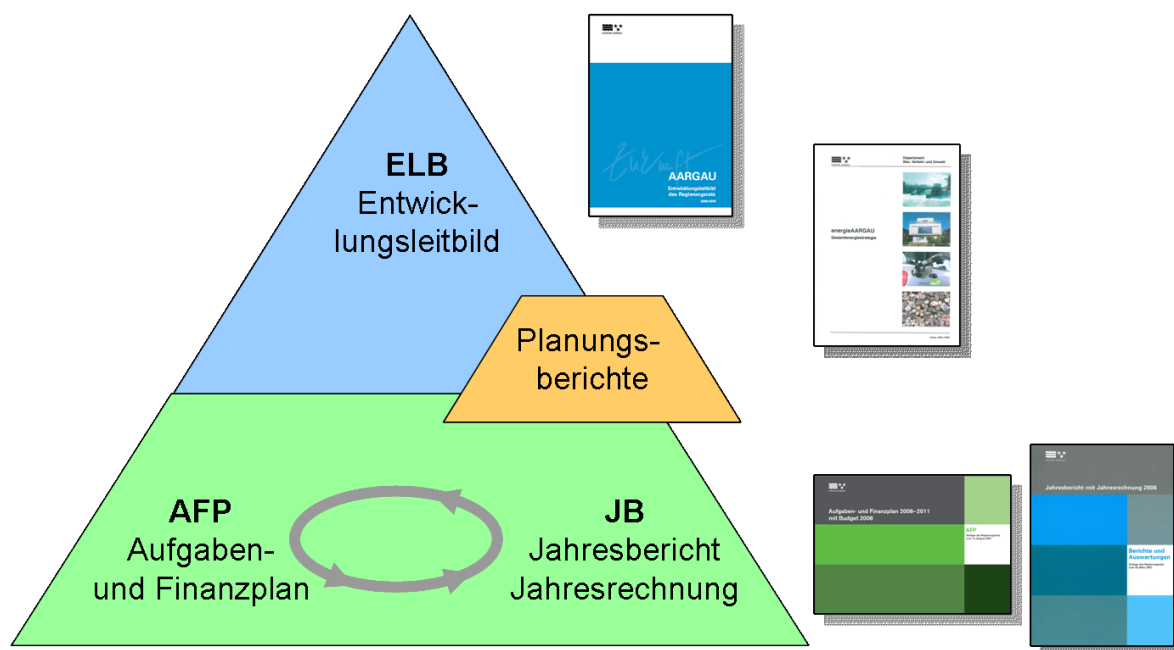 ELB
Entwick-
lungsleitbild
Planungs-
berichte
AFP
Aufgaben-
und Finanzplan
JB
Jahresbericht
Jahresrechnung
Zukunft
AARGAU
Entwicklungsleitbild
des Regierungsrats
Departement
Bau, Verkehr und Umwelt
energieAARGAU
Gesamtenergiestrategie
Aufgaben- und Finanzplan 2008–2011
mit Budget 2008
AFP
Jahresbericht mit Jahresrechnung 2006
Berichte und
Auswertungen